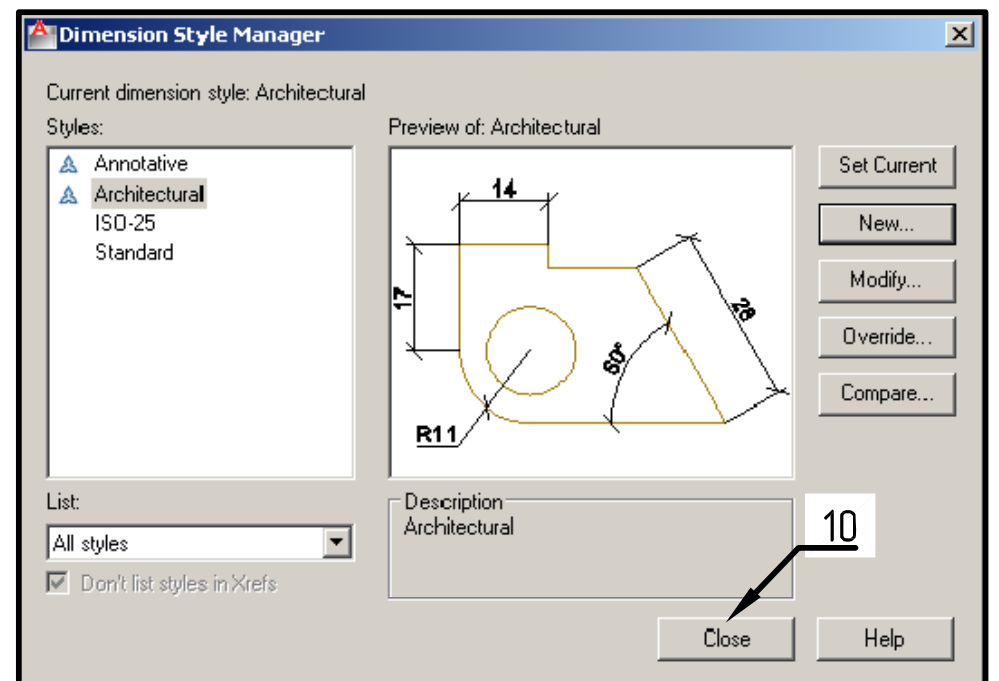 Dimension Style Manager
Current dimension style: Architectural
Styles:
Annotative
Architectural
ISO-25
Standard
Preview of: Architectural
14
17
28
60°
R11
Set Current
New...
Modify...
Override...
Compare...
List:
All styles
Don't list styles in Xrefs
Description
Architectural
10
Close
Help